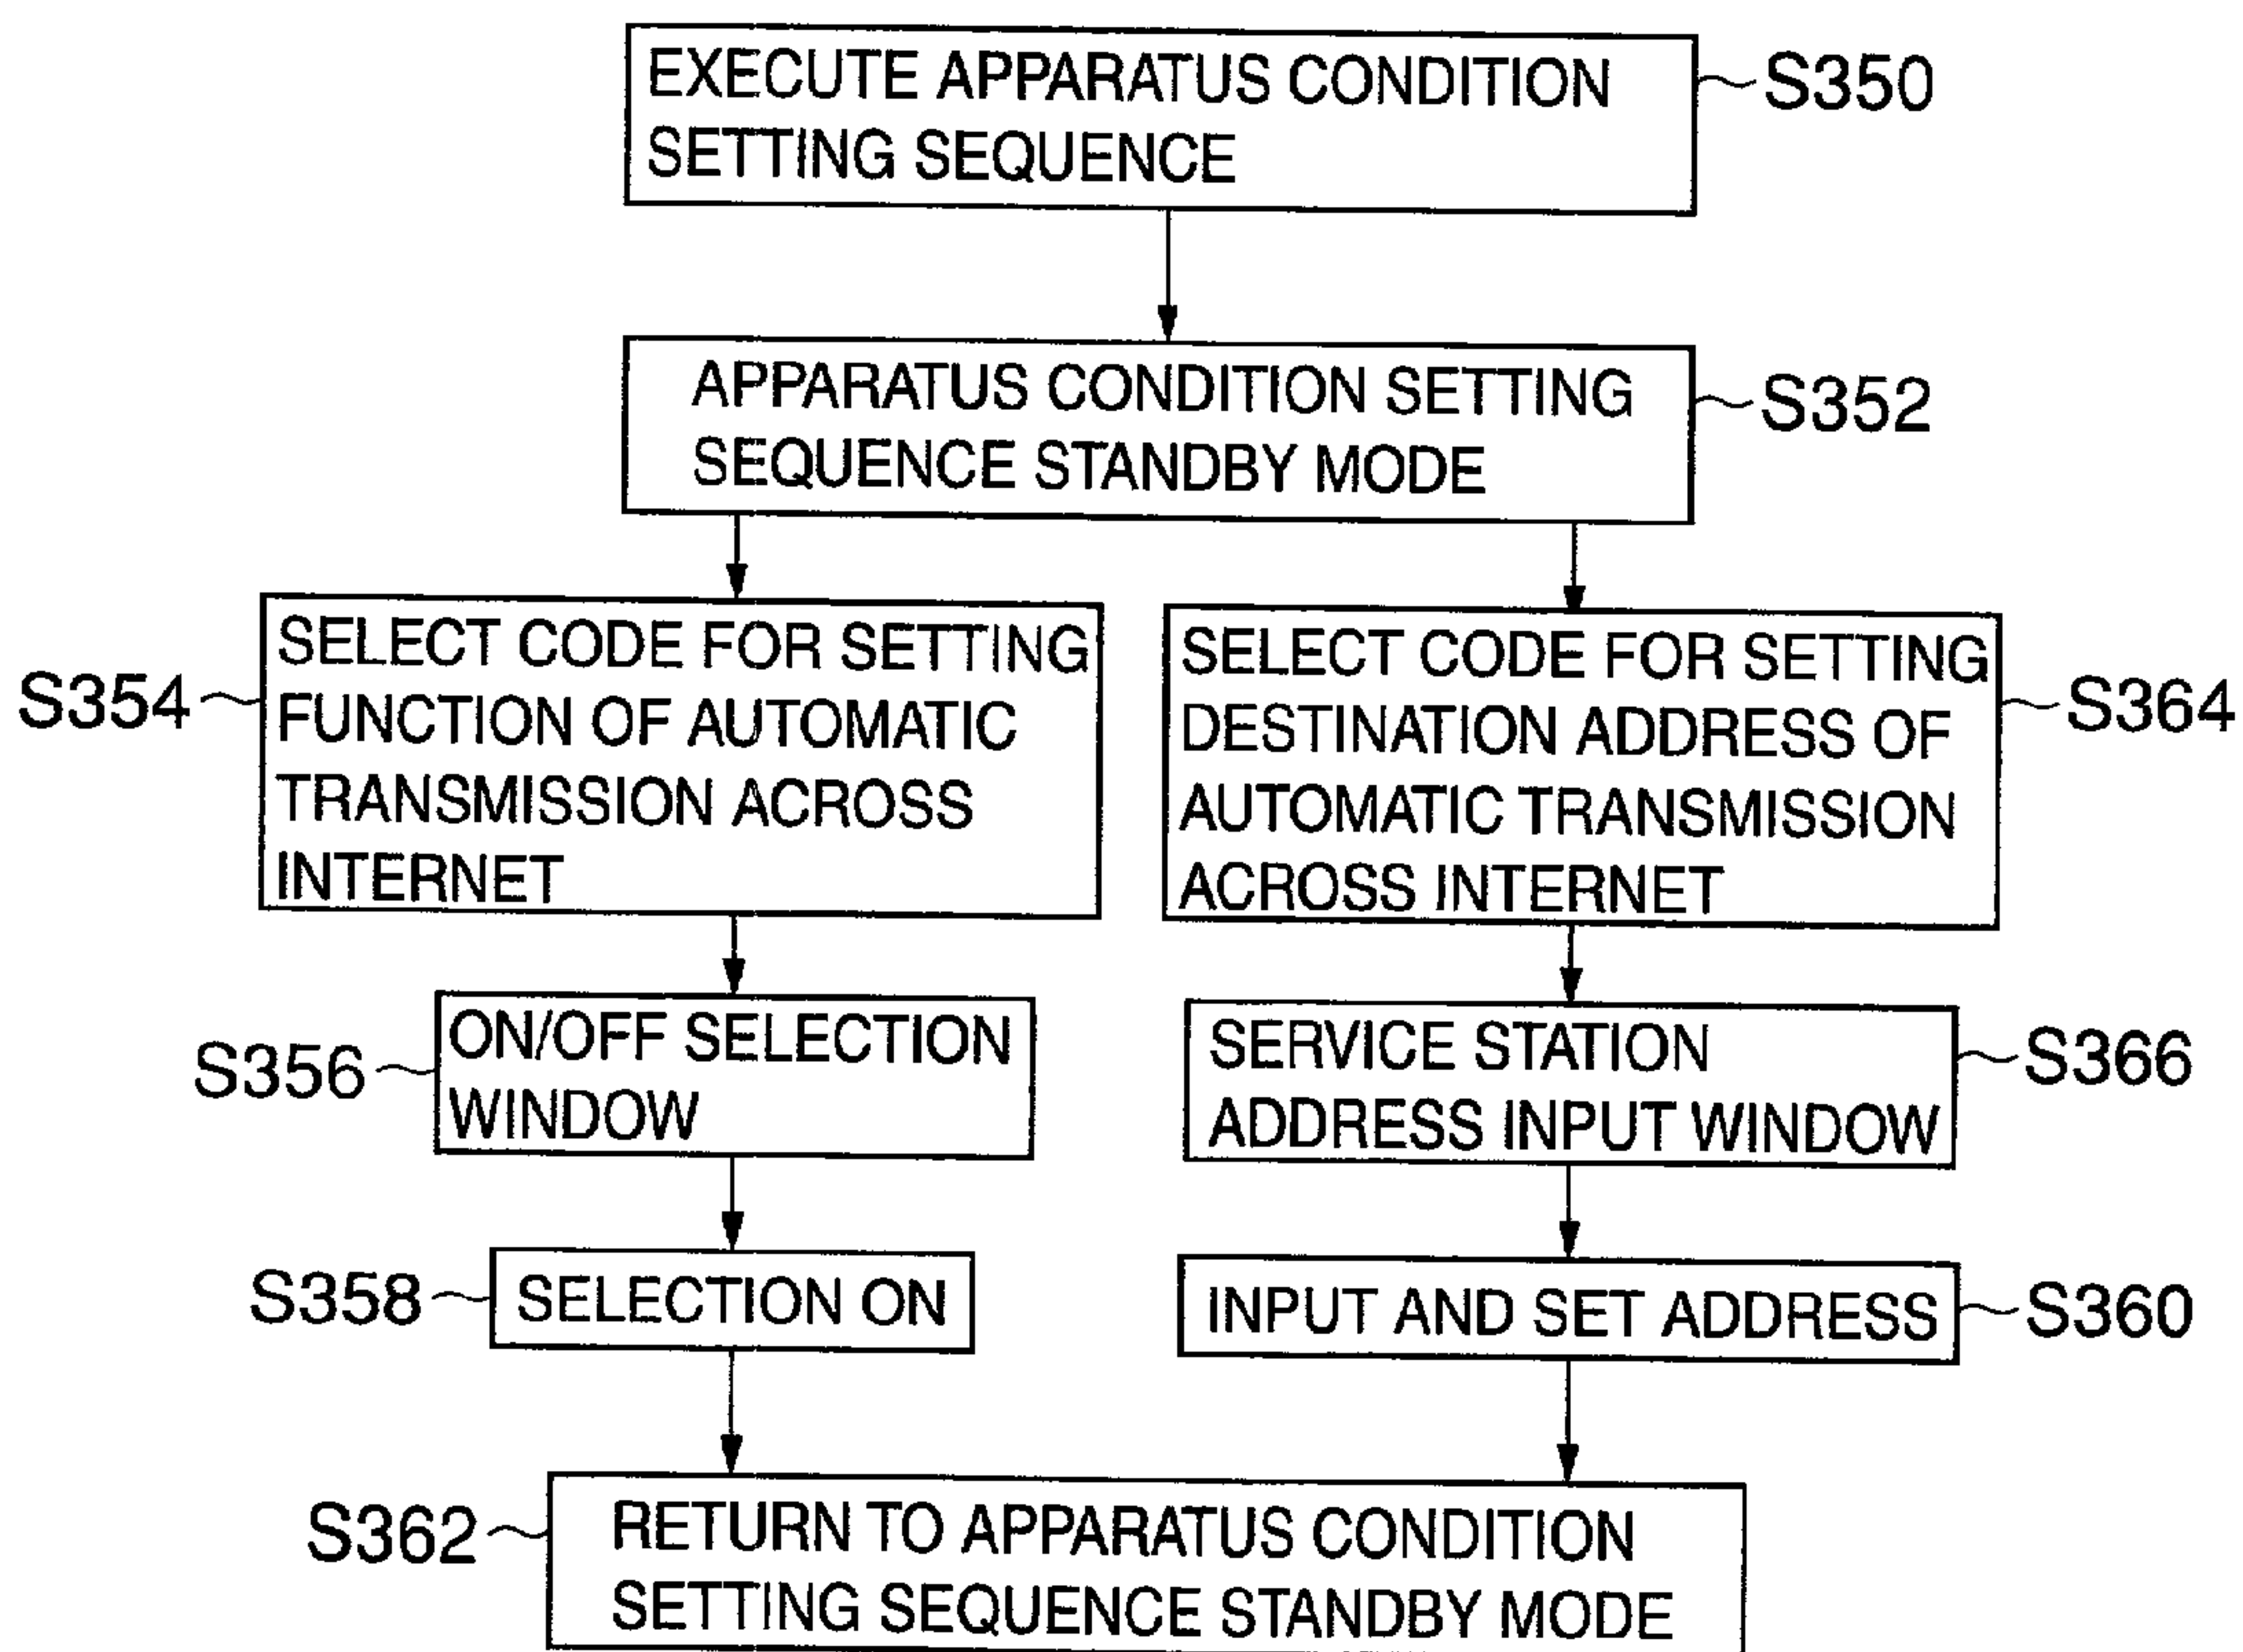 EXECUTE APPARATUS CONDITION
SETTING SEQUENCE
S350
APPARATUS CONDITION SETTING
SEQUENCE STANDBY MODE
S352
S354
SELECT CODE FOR SETTING
FUNCTION OF AUTOMATIC
TRANSMISSION ACROSS
INTERNET
SELECT CODE FOR SETTING
DESTINATION ADDRESS OF
AUTOMATIC TRANSMISSION
ACROSS INTERNET
S364
S356
ON/OFF SELECTION
WINDOW
SERVICE STATION
ADDRESS INPUT WINDOW
S366
S358
SELECTION ON
INPUT AND SET ADDRESS
S360
S362
RETURN TO APPARATUS CONDITION
SETTING SEQUENCE STANDBY MODE